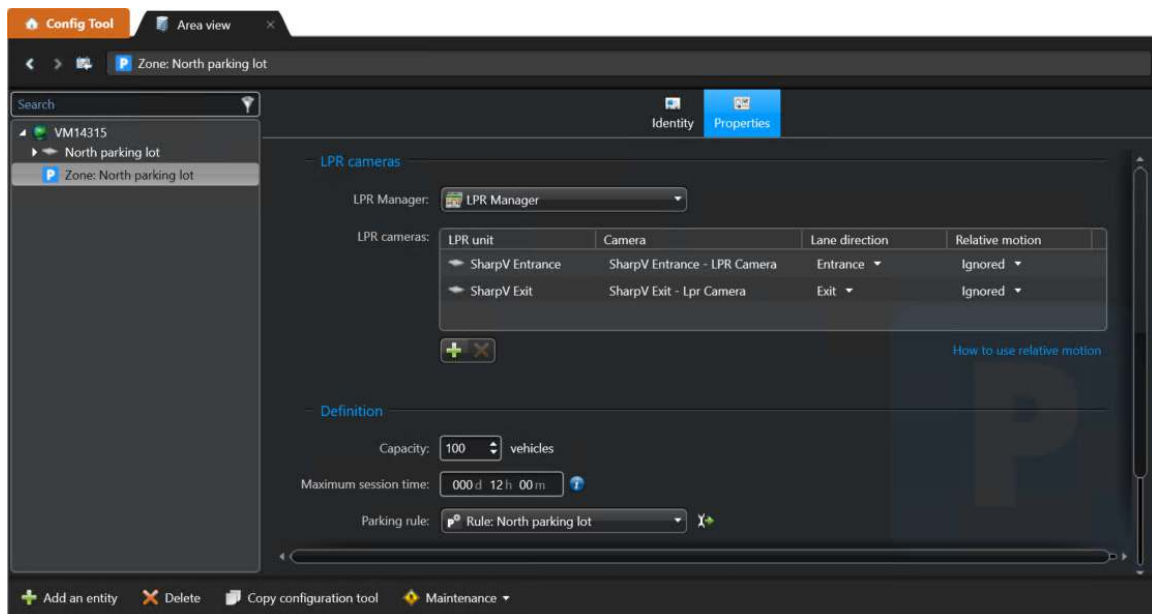 Config Tool
Area view
Zone: North parking lot
Search
VM14315
North parking lot
Zone: North parking lot
Identity
Properties
LPR cameras
LPR Manager: LPR Manager
LPR cameras:
LPR unit Camera Lane direction Relative motion
SharpV Entrance SharpV Entrance - LPR Camera Entrance Ignored
SharpV Exit SharpV Exit - Lpr Camera Exit Ignored
How to use relative motion
Definition
Capacity: 100 vehicles
Maximum session time: 000 d 12 h 00 m
Parking rule: Rule: North parking lot
Add an entity Delete Copy configuration tool Maintenance